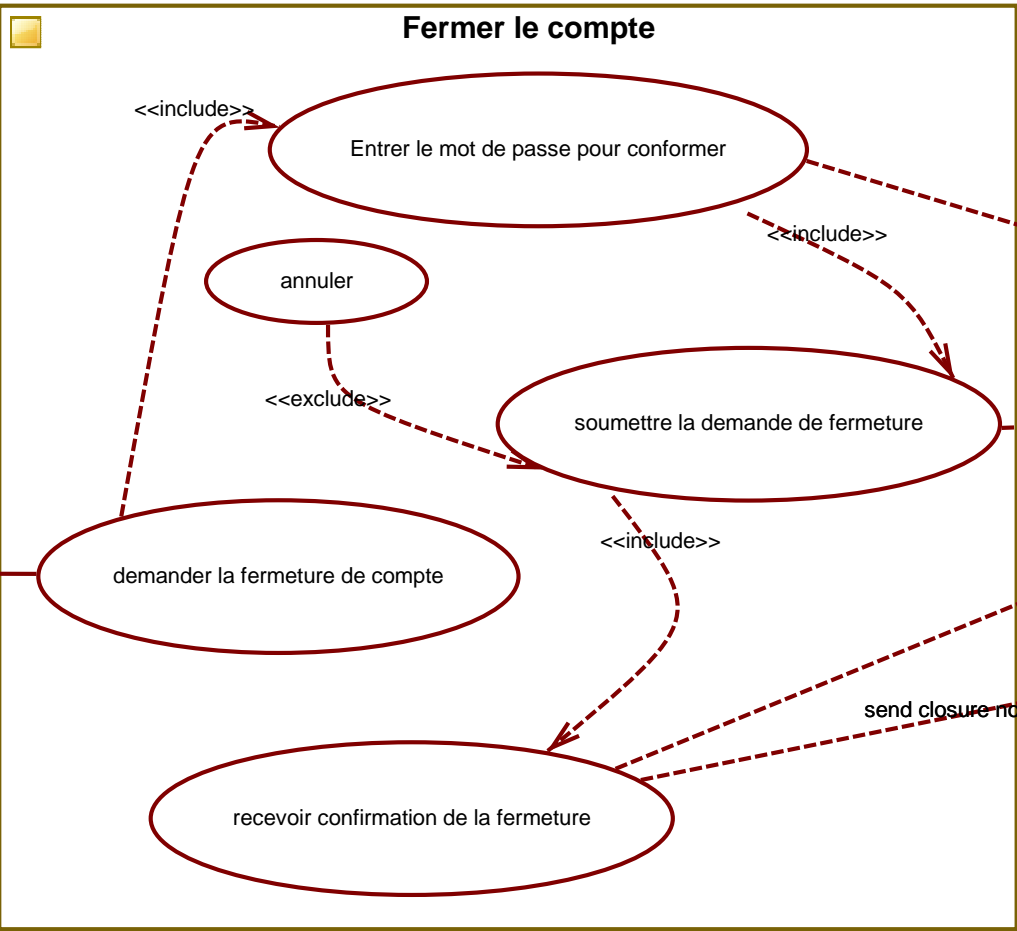 Fermer le compte
<<include>>
Entrer le mot de passe pour conformer
<<include>>
annuler
<<exclude>>
soumettre la demande de fermeture
<<include>>
demander la fermeture de compte
send closure
recevoir confirmation de la fermeture